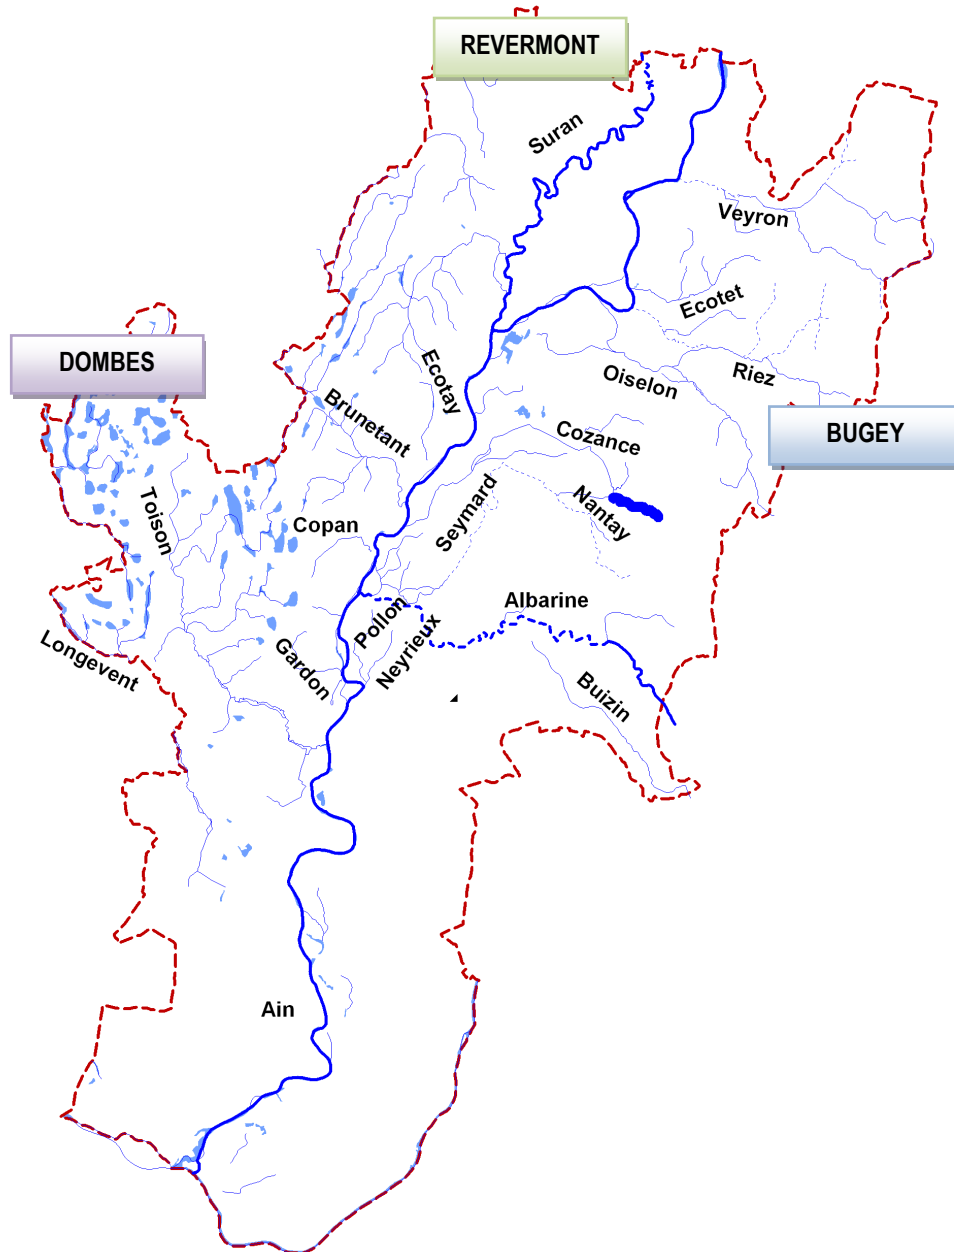 REVERMONT
Suran
Veyron
Ecotet
DOMBES
Ecotay
Riez
Oiselon
Brunetant
BUGEY
Cozance
Seymard
Nantay
Toison
Copan
Albarine
Pollon
Neyrieux
Longevent
Gardon
Buizin
Ain